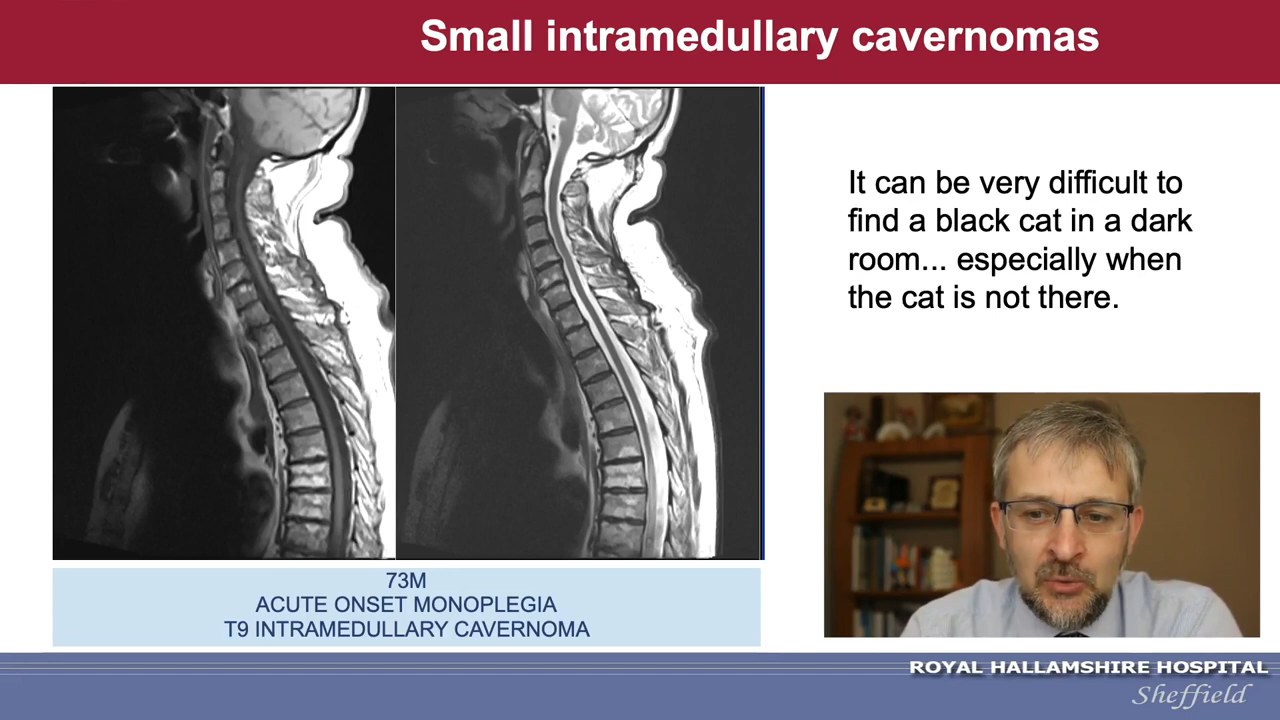 Small intramedullary cavernomas
It can be very difficult to
find a black cat in a dark
room... especially when
the cat is not there.
73M
ACUTE ONSET MONOPLEGIA
T9 INTRAMEDULLARY CAVERNOMA
ROYAL HALLAMSHIRE HOSPITAL
Sheffield